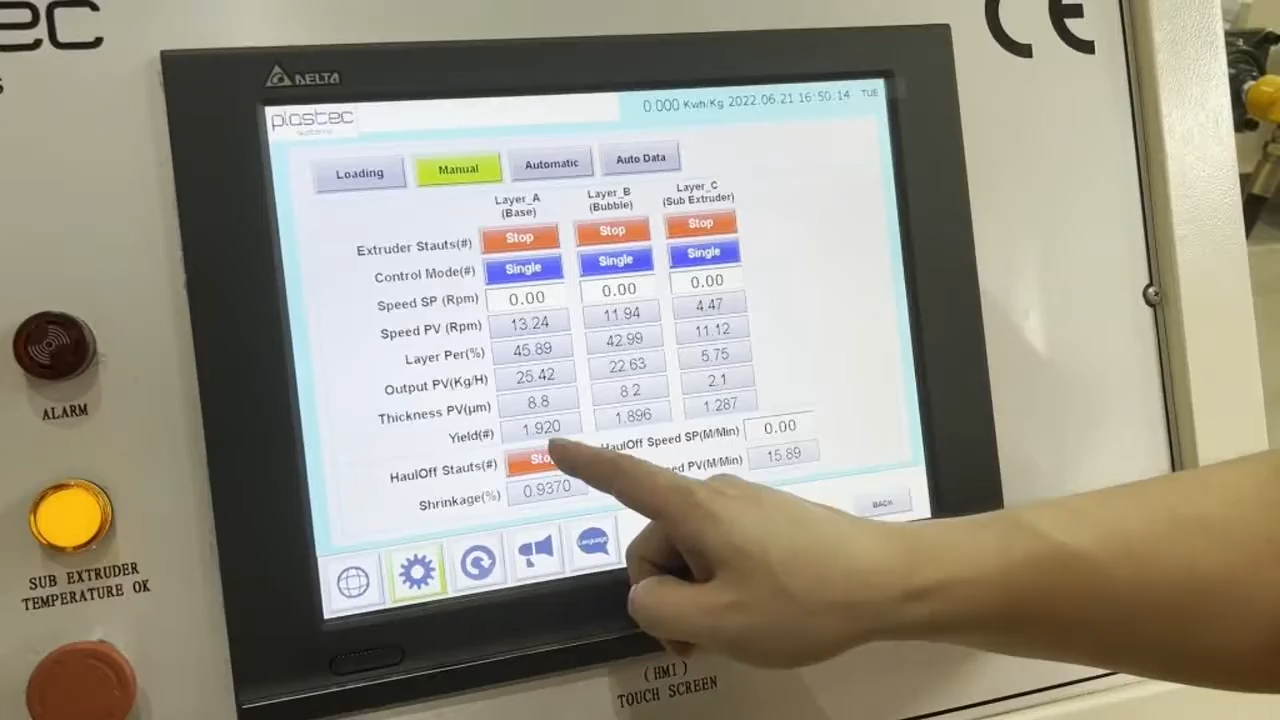 ec
CE
s
DELTA
plastec
0.000 Kwh/Kg 2022.06.21 16:50:14 TUE
Loading Manual Automatic Auto Data
Layer_A Layer_B Layer_C
(Base) (Bubble) (Sub Extruder)
Extruder Stauts(#) Stop Stop Stop
Control Mode(#) Single Single Single
Speed SP (Rpm) 0.00 0.00 0.00
Speed PV (Rpm) 13.24 11.94 4.47
Layer Per(%) 45.89 42.99 11.12
Output PV(Kg/H) 25.42 22.63 5.75
Thickness PV(µm) 8.8 8.2 2.1
Yield(#) 1.920 1.896 1.287
HaulOff Stauts(#) Sto HaulOff Speed SP(M/Min) 0.00
Shrinkage(%) 0.9370 ed PV(M/Min) 15.89
BACK
Language
ALARM
SUB EXTRUDER
TEMPERATURE OK
(HMI)
TOUCH SCREEN